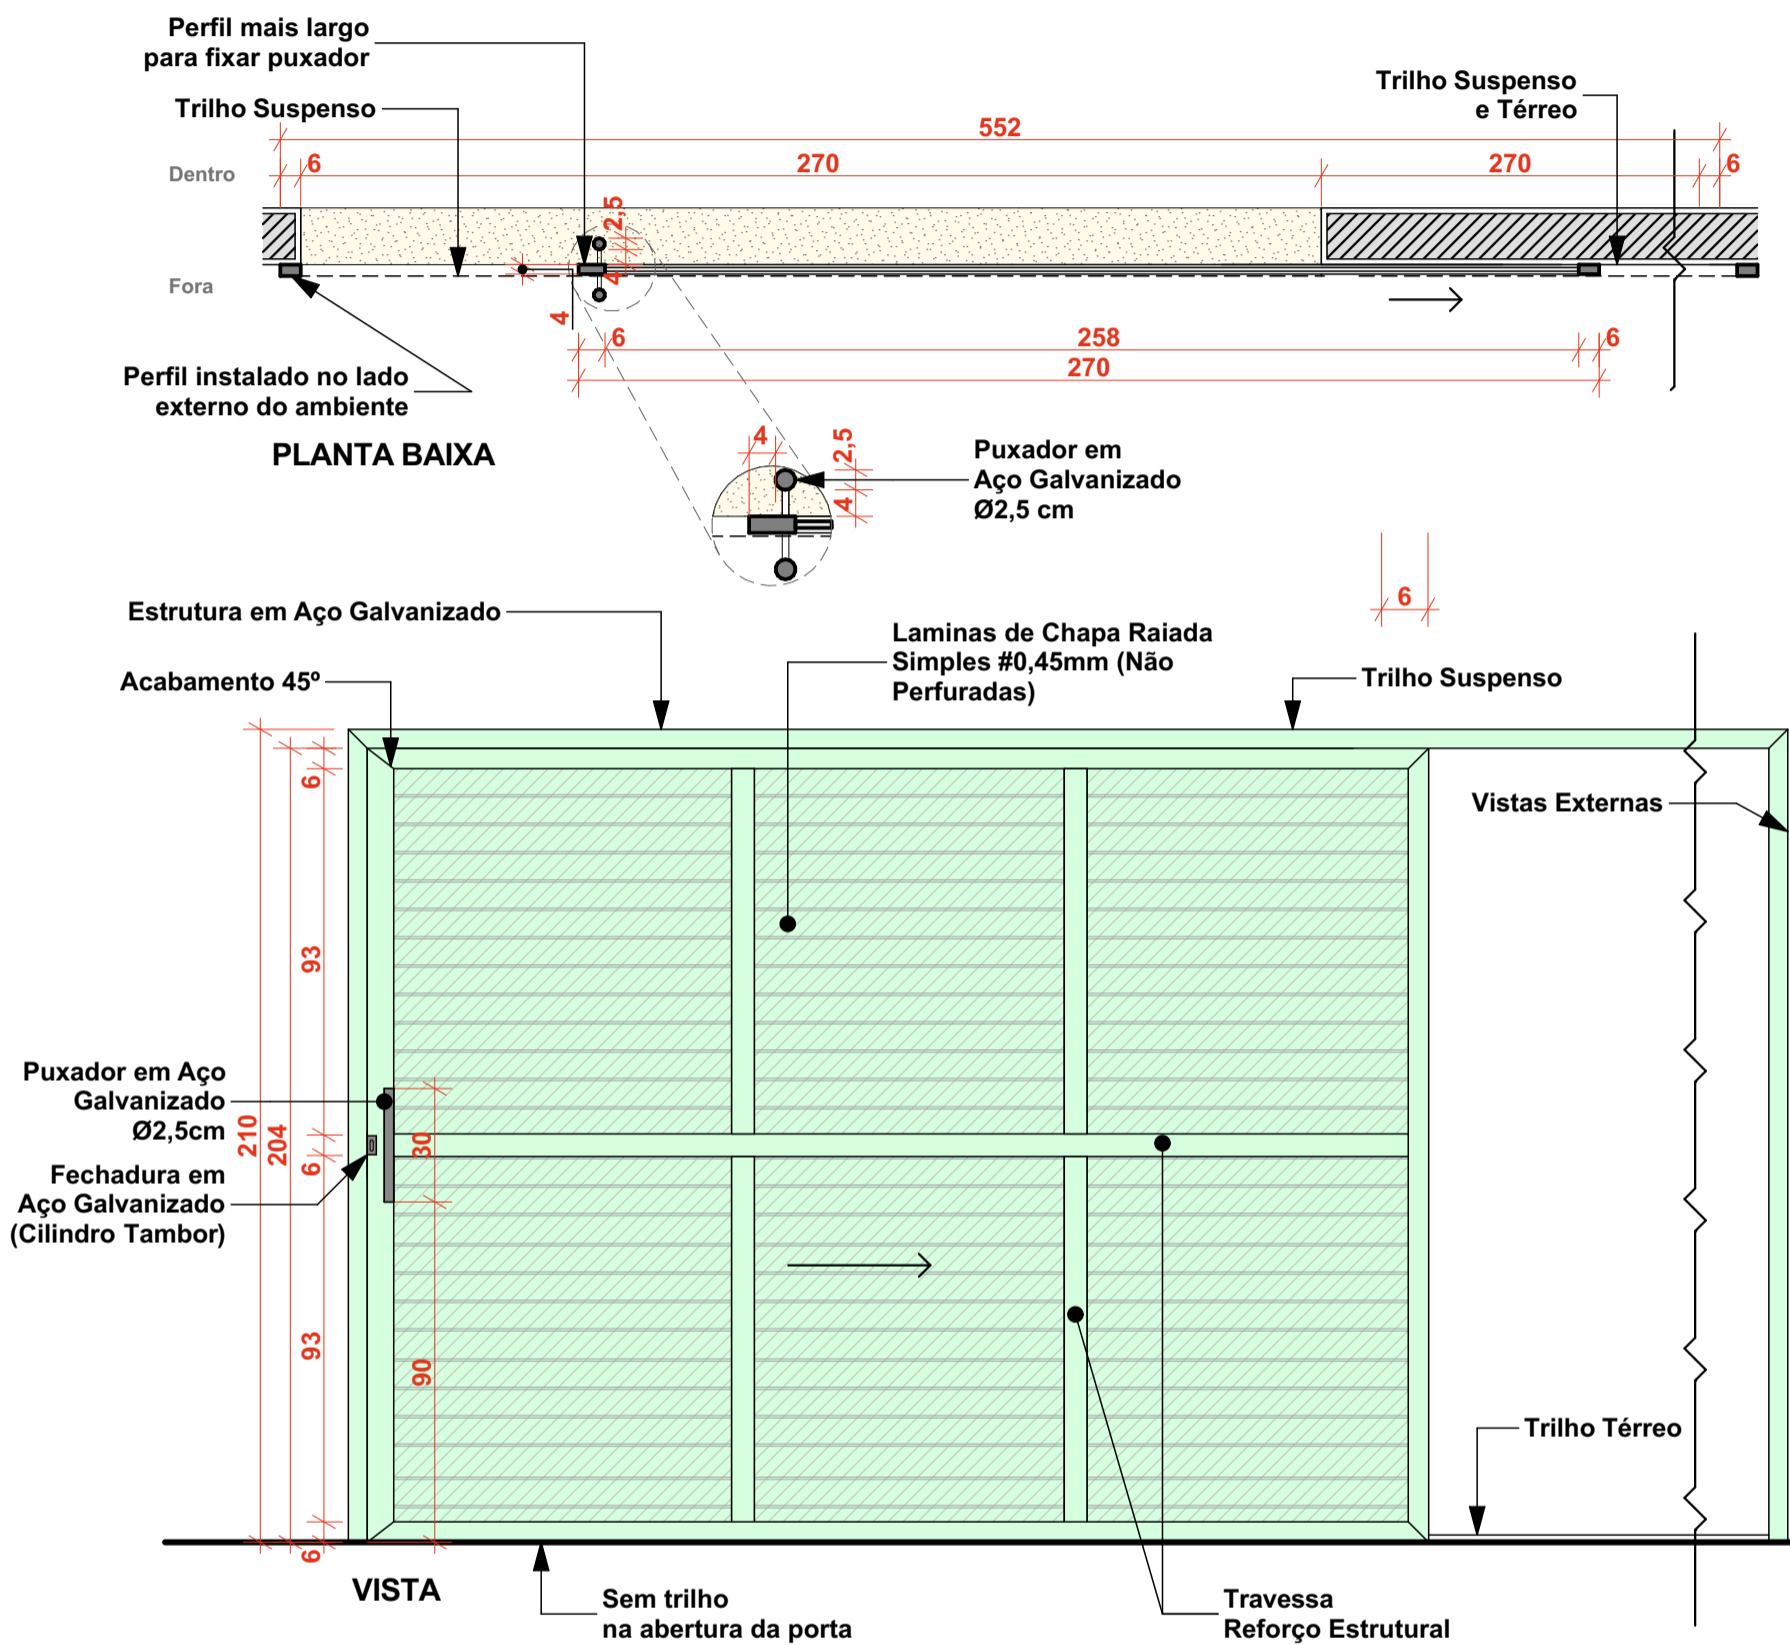 Perfil mais largo
para fixar puxador
Trilho Suspenso
Trilho Suspenso
e Térreo
552
Dentro
6
270
270
6
2,5
4
Fora
4
6
258
6
270
Perfil instalado no lado
externo do ambiente
PLANTA BAIXA
4
2,5
4
Puxador em
Aço Galvanizado
Ø2,5 cm
6
Estrutura em Aço Galvanizado
Laminas de Chapa Raiada
Simples #0,45mm (Não
Perfuradas)
Acabamento 45º
Trilho Suspenso
6
Vistas Externas
93
Puxador em Aço
Galvanizado
Ø2,5cm
210
204
6
30
Fechadura em
Aço Galvanizado
(Cilindro Tambor)
93
90
Trilho Térreo
6
VISTA
Sem trilho
na abertura da porta
Travessa
Reforço Estrutural